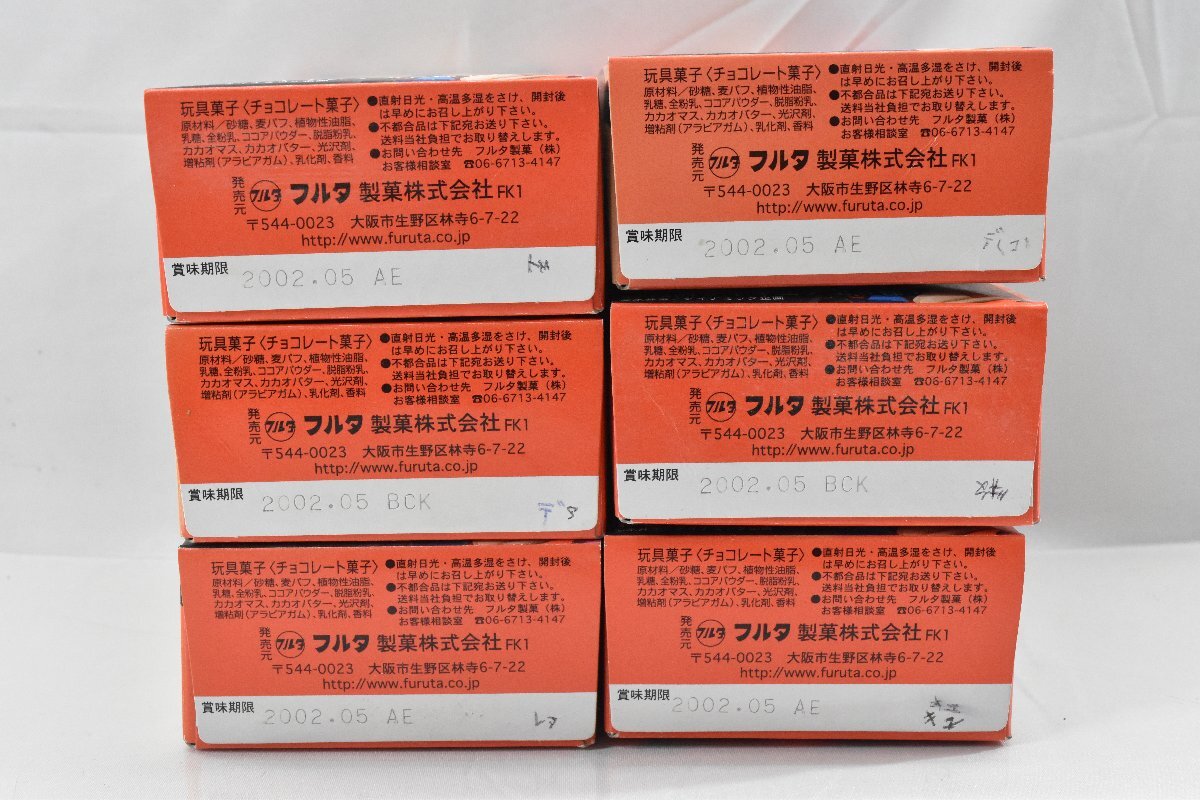 玩具菓子〈チョコレート菓子〉
原材料/砂糖、麦パフ、植物性油脂、
乳糖、全粉乳、ココアパウダー、脱脂粉乳、
カカオマス、カカオバター、光沢剤、
増粘剤(アラビアガム)、乳化剤、香料
●直射日光・高温多湿をさけ、開封後
は早めにお召し上がり下さい。
●不都合品は下記宛お送り下さい。
送料当社負担でお取り替えします。
●お問い合わせ先 フルタ製菓(株)
お客様相談室 ☎06-6713-4147
発売元 フルタ フルタ製菓株式会社 FK1
〒544-0023 大阪市生野区林寺6-7-22
http://www.furuta.co.jp
賞味期限 2002.05 AE
玩具菓子〈チョコレート菓子〉
原材料/砂糖、麦パフ、植物性油脂、
乳糖、全粉乳、ココアパウダー、脱脂粉乳、
カカオマス、カカオバター、光沢剤、
増粘剤(アラビアガム)、乳化剤、香料
●直射日光・高温多湿をさけ、開封後
は早めにお召し上がり下さい。
●不都合品は下記宛お送り下さい。
送料当社負担でお取り替えします。
●お問い合わせ先 フルタ製菓(株)
お客様相談室 ☎06-6713-4147
発売元 フルタ フルタ製菓株式会社 FK1
〒544-0023 大阪市生野区林寺6-7-22
http://www.furuta.co.jp
賞味期限 2002.05 AE
玩具菓子〈チョコレート菓子〉
原材料/砂糖、麦パフ、植物性油脂、
乳糖、全粉乳、ココアパウダー、脱脂粉乳、
カカオマス、カカオバター、光沢剤、
増粘剤(アラビアガム)、乳化剤、香料
●直射日光・高温多湿をさけ、開封後
は早めにお召し上がり下さい。
●不都合品は下記宛お送り下さい。
送料当社負担でお取り替えします。
●お問い合わせ先 フルタ製菓(株)
お客様相談室 ☎06-6713-4147
発売元 フルタ フルタ製菓株式会社 FK1
〒544-0023 大阪市生野区林寺6-7-22
http://www.furuta.co.jp
賞味期限 2002.05 BCK
玩具菓子〈チョコレート菓子〉
原材料/砂糖、麦パフ、植物性油脂、
乳糖、全粉乳、ココアパウダー、脱脂粉乳、
カカオマス、カカオバター、光沢剤、
増粘剤(アラビアガム)、乳化剤、香料
●直射日光・高温多湿をさけ、開封後
は早めにお召し上がり下さい。
●不都合品は下記宛お送り下さい。
送料当社負担でお取り替えします。
●お問い合わせ先 フルタ製菓(株)
お客様相談室 ☎06-6713-4147
発売元 フルタ フルタ製菓株式会社 FK1
〒544-0023 大阪市生野区林寺6-7-22
http://www.furuta.co.jp
賞味期限 2002.05 BCK
玩具菓子〈チョコレート菓子〉
原材料/砂糖、麦パフ、植物性油脂、
乳糖、全粉乳、ココアパウダー、脱脂粉乳、
カカオマス、カカオバター、光沢剤、
増粘剤(アラビアガム)、乳化剤、香料
●直射日光・高温多湿をさけ、開封後
は早めにお召し上がり下さい。
●不都合品は下記宛お送り下さい。
送料当社負担でお取り替えします。
●お問い合わせ先 フルタ製菓(株)
お客様相談室 ☎06-6713-4147
発売元 フルタ フルタ製菓株式会社 FK1
〒544-0023 大阪市生野区林寺6-7-22
http://www.furuta.co.jp
賞味期限 2002.05 AE
玩具菓子〈チョコレート菓子〉
原材料/砂糖、麦パフ、植物性油脂、
乳糖、全粉乳、ココアパウダー、脱脂粉乳、
カカオマス、カカオバター、光沢剤、
増粘剤(アラビアガム)、乳化剤、香料
●直射日光・高温多湿をさけ、開封後
は早めにお召し上がり下さい。
●不都合品は下記宛お送り下さい。
送料当社負担でお取り替えします。
●お問い合わせ先 フルタ製菓(株)
お客様相談室 ☎06-6713-4147
発売元 フルタ フルタ製菓株式会社 FK1
〒544-0023 大阪市生野区林寺6-7-22
http://www.furuta.co.jp
賞味期限 2002.05 AE